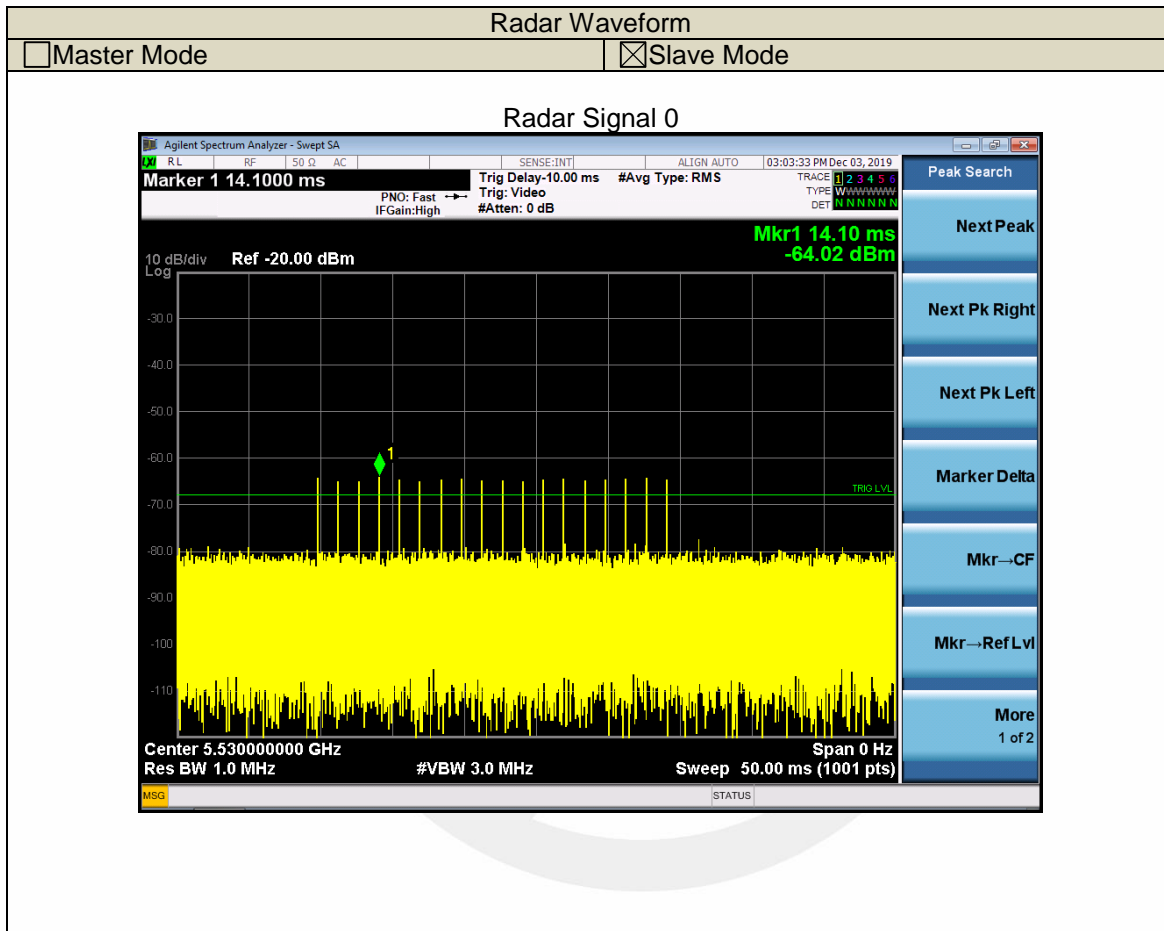 Radar Waveform
☐Master Mode
☒Slave Mode
Radar Signal 0
Agilent Spectrum Analyzer - Swept SA
LXI RL RF 50 Ω AC SENSE:INT ALIGN AUTO 03:03:33 PM Dec 03, 2019
Marker 1 14.1000 ms
PNO: Fast
IFGain:High
Trig Delay-10.00 ms
Trig: Video
#Atten: 0 dB
#Avg Type: RMS
TRACE 1 2 3 4 5 6
TYPE WWWWWW
DET N N N N N N
Mkr1 14.10 ms
-64.02 dBm
10 dB/div
Log
Ref -20.00 dBm
-30.0
-40.0
-50.0
-60.0
-70.0
-80.0
-90.0
-100
-110
1
TRIG LVL
Center 5.530000000 GHz
Span 0 Hz
Res BW 1.0 MHz
#VBW 3.0 MHz
Sweep 50.00 ms (1001 pts)
MSG
STATUS
Peak Search
Next Peak
Next Pk Right
Next Pk Left
Marker Delta
Mkr→CF
Mkr→Ref Lvl
More
1 of 2